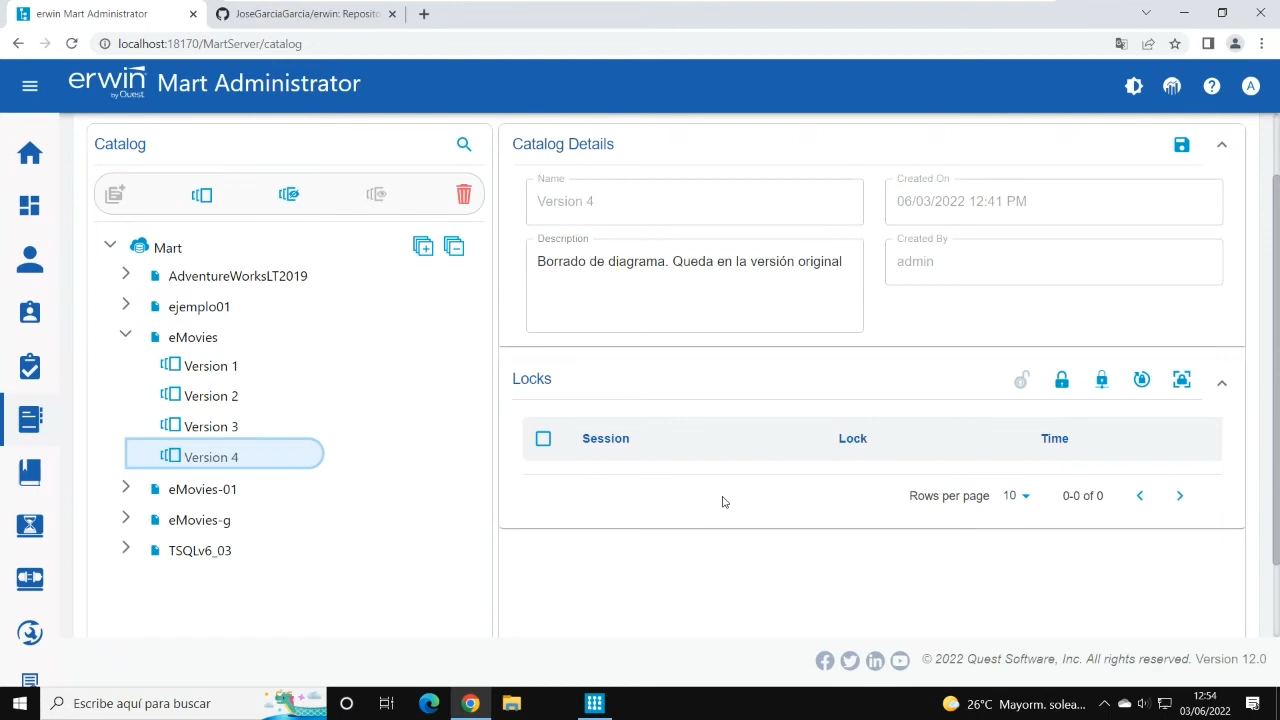 erwin Mart Administrator
JoseGarciaGarcia/erwin: Reposito
localhost:18170/MartServer/catalog
erwin by Quest Mart Administrator
A
Catalog
Catalog Details
Name
Version 4
Created On
06/03/2022 12:41 PM
Description
Borrado de diagrama. Queda en la versión original
Created By
admin
Mart
AdventureWorksLT2019
ejemplo01
eMovies
Version 1
Version 2
Version 3
Version 4
eMovies-01
eMovies-g
TSQLv6_03
Locks
Session Lock Time
Rows per page 10 0-0 of 0
© 2022 Quest Software, Inc. All rights reserved. Version 12.0
Escribe aquí para buscar
26°C Mayorm. solea...
12:54
03/06/2022